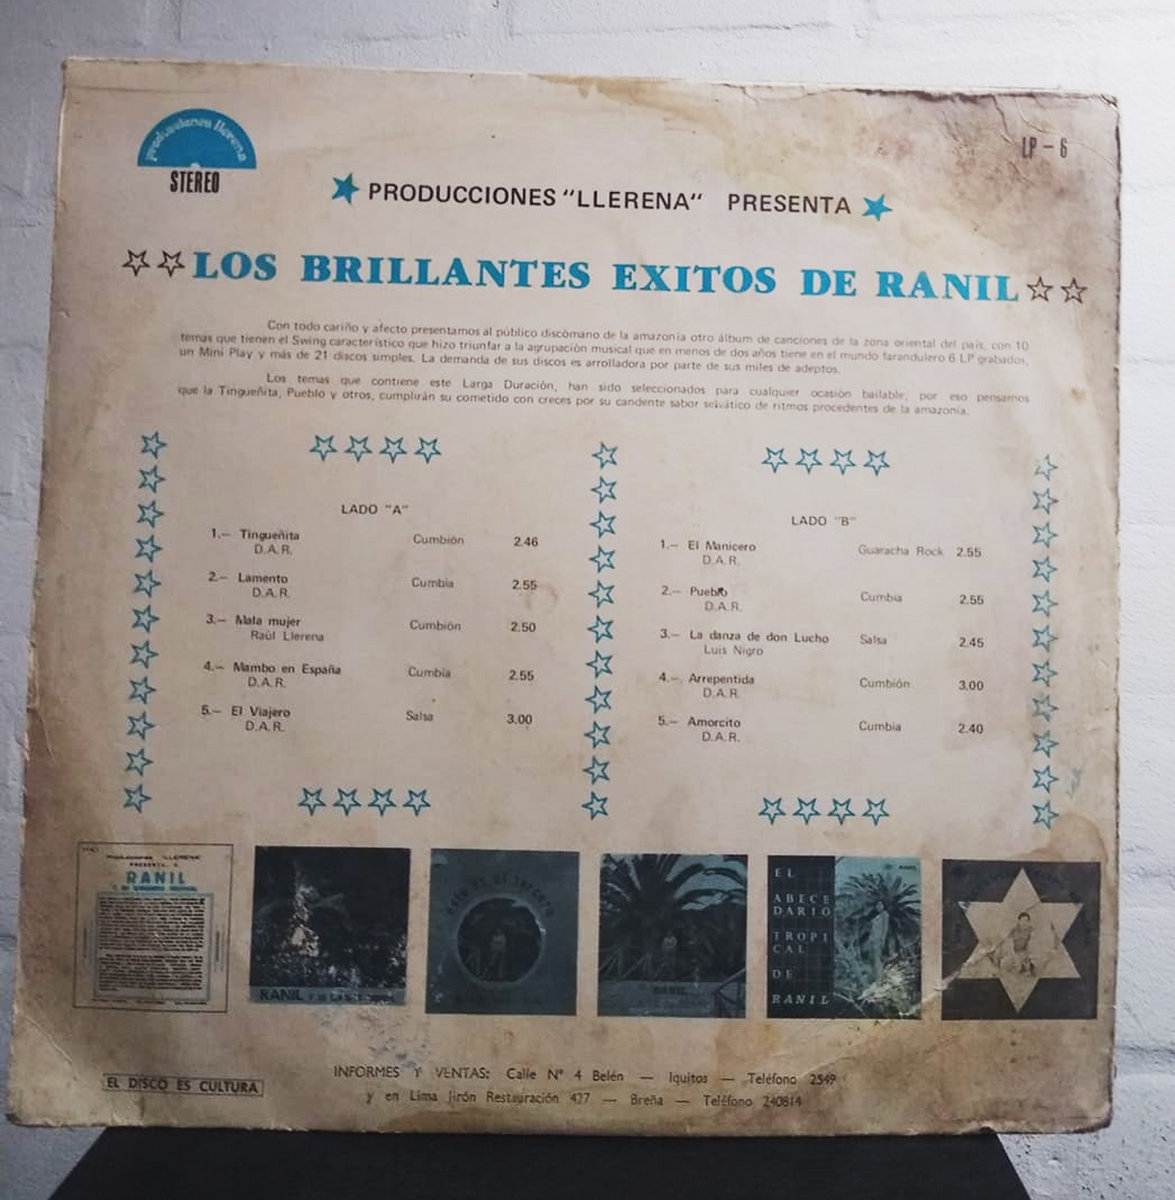 producciones llerena
STEREO
LP - 6
PRODUCCIONES "LLERENA" PRESENTA
LOS BRILLANTES EXITOS DE RANIL
Con todo cariño y afecto presentamos al público discómano de la amazonía otro álbum de canciones de la zona oriental del país, con 10
temas que tienen el Swing característico que hizo triunfar a la agrupación musical que en menos de dos años tiene en el mundo farandulero 6 LP grabados,
un Mini Play y más de 21 discos simples. La demanda de sus discos es arrolladora por parte de sus miles de adeptos.
Los temas que contiene este Larga Duración, han sido seleccionados para cualquier ocasión bailable; por eso pensamos
que la Tingueñita, Pueblo y otros, cumplirán su cometido con creces por su candente sabor selvático de ritmos procedentes de la amazonía.
LADO "A"
1.- Tingueñita Cumbión 2.46
D.A.R.
2.- Lamento Cumbia 2.55
D.A.R.
3.- Mala mujer Cumbión 2.50
Raúl Llerena
4.- Mambo en España Cumbia 2.55
D.A.R.
5.- El Viajero Salsa 3.00
D.A.R.
LADO "B"
1.- El Manicero Guaracha Rock 2.55
D.A.R.
2.- Pueblo Cumbia 2.55
D.A.R.
3.- La danza de don Lucho Salsa 2.45
Luis Nigro
4.- Arrepentida Cumbión 3.00
D.A.R.
5.- Amorcito Cumbia 2.40
D.A.R.
PRODUCCIONES "LLERENA"
PRESENTA A
RANIL
RANIL
RANIL
EL
ABECE
DARIO
TROPI
CAL
DE
RANIL
EL DISCO ES CULTURA
INFORMES Y VENTAS: Calle Nº 4 Belén — Iquitos — Teléfono 2549
y en Lima Jirón Restauración 427 — Breña — Teléfono 240814